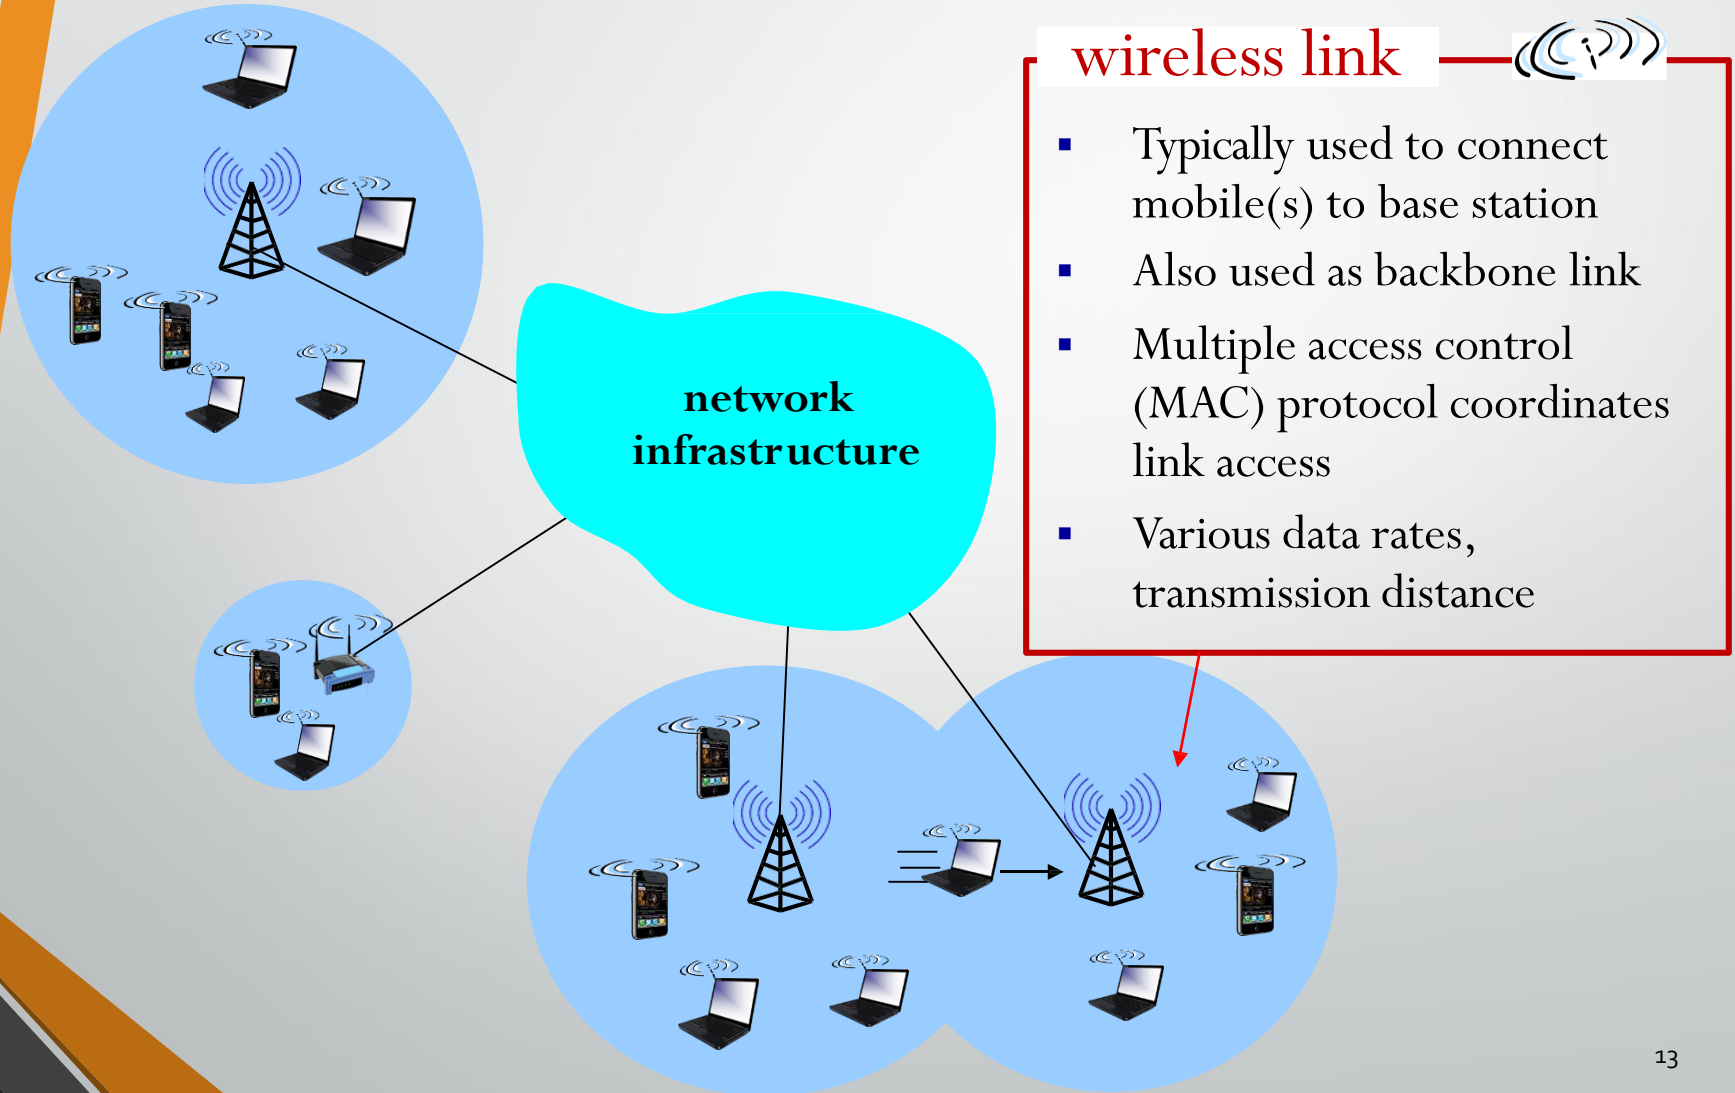 wireless link
▪ Typically used to connect
mobile(s) to base station
▪ Also used as backbone link
▪ Multiple access control
(MAC) protocol coordinates
link access
▪ Various data rates,
transmission distance
network
infrastructure
13